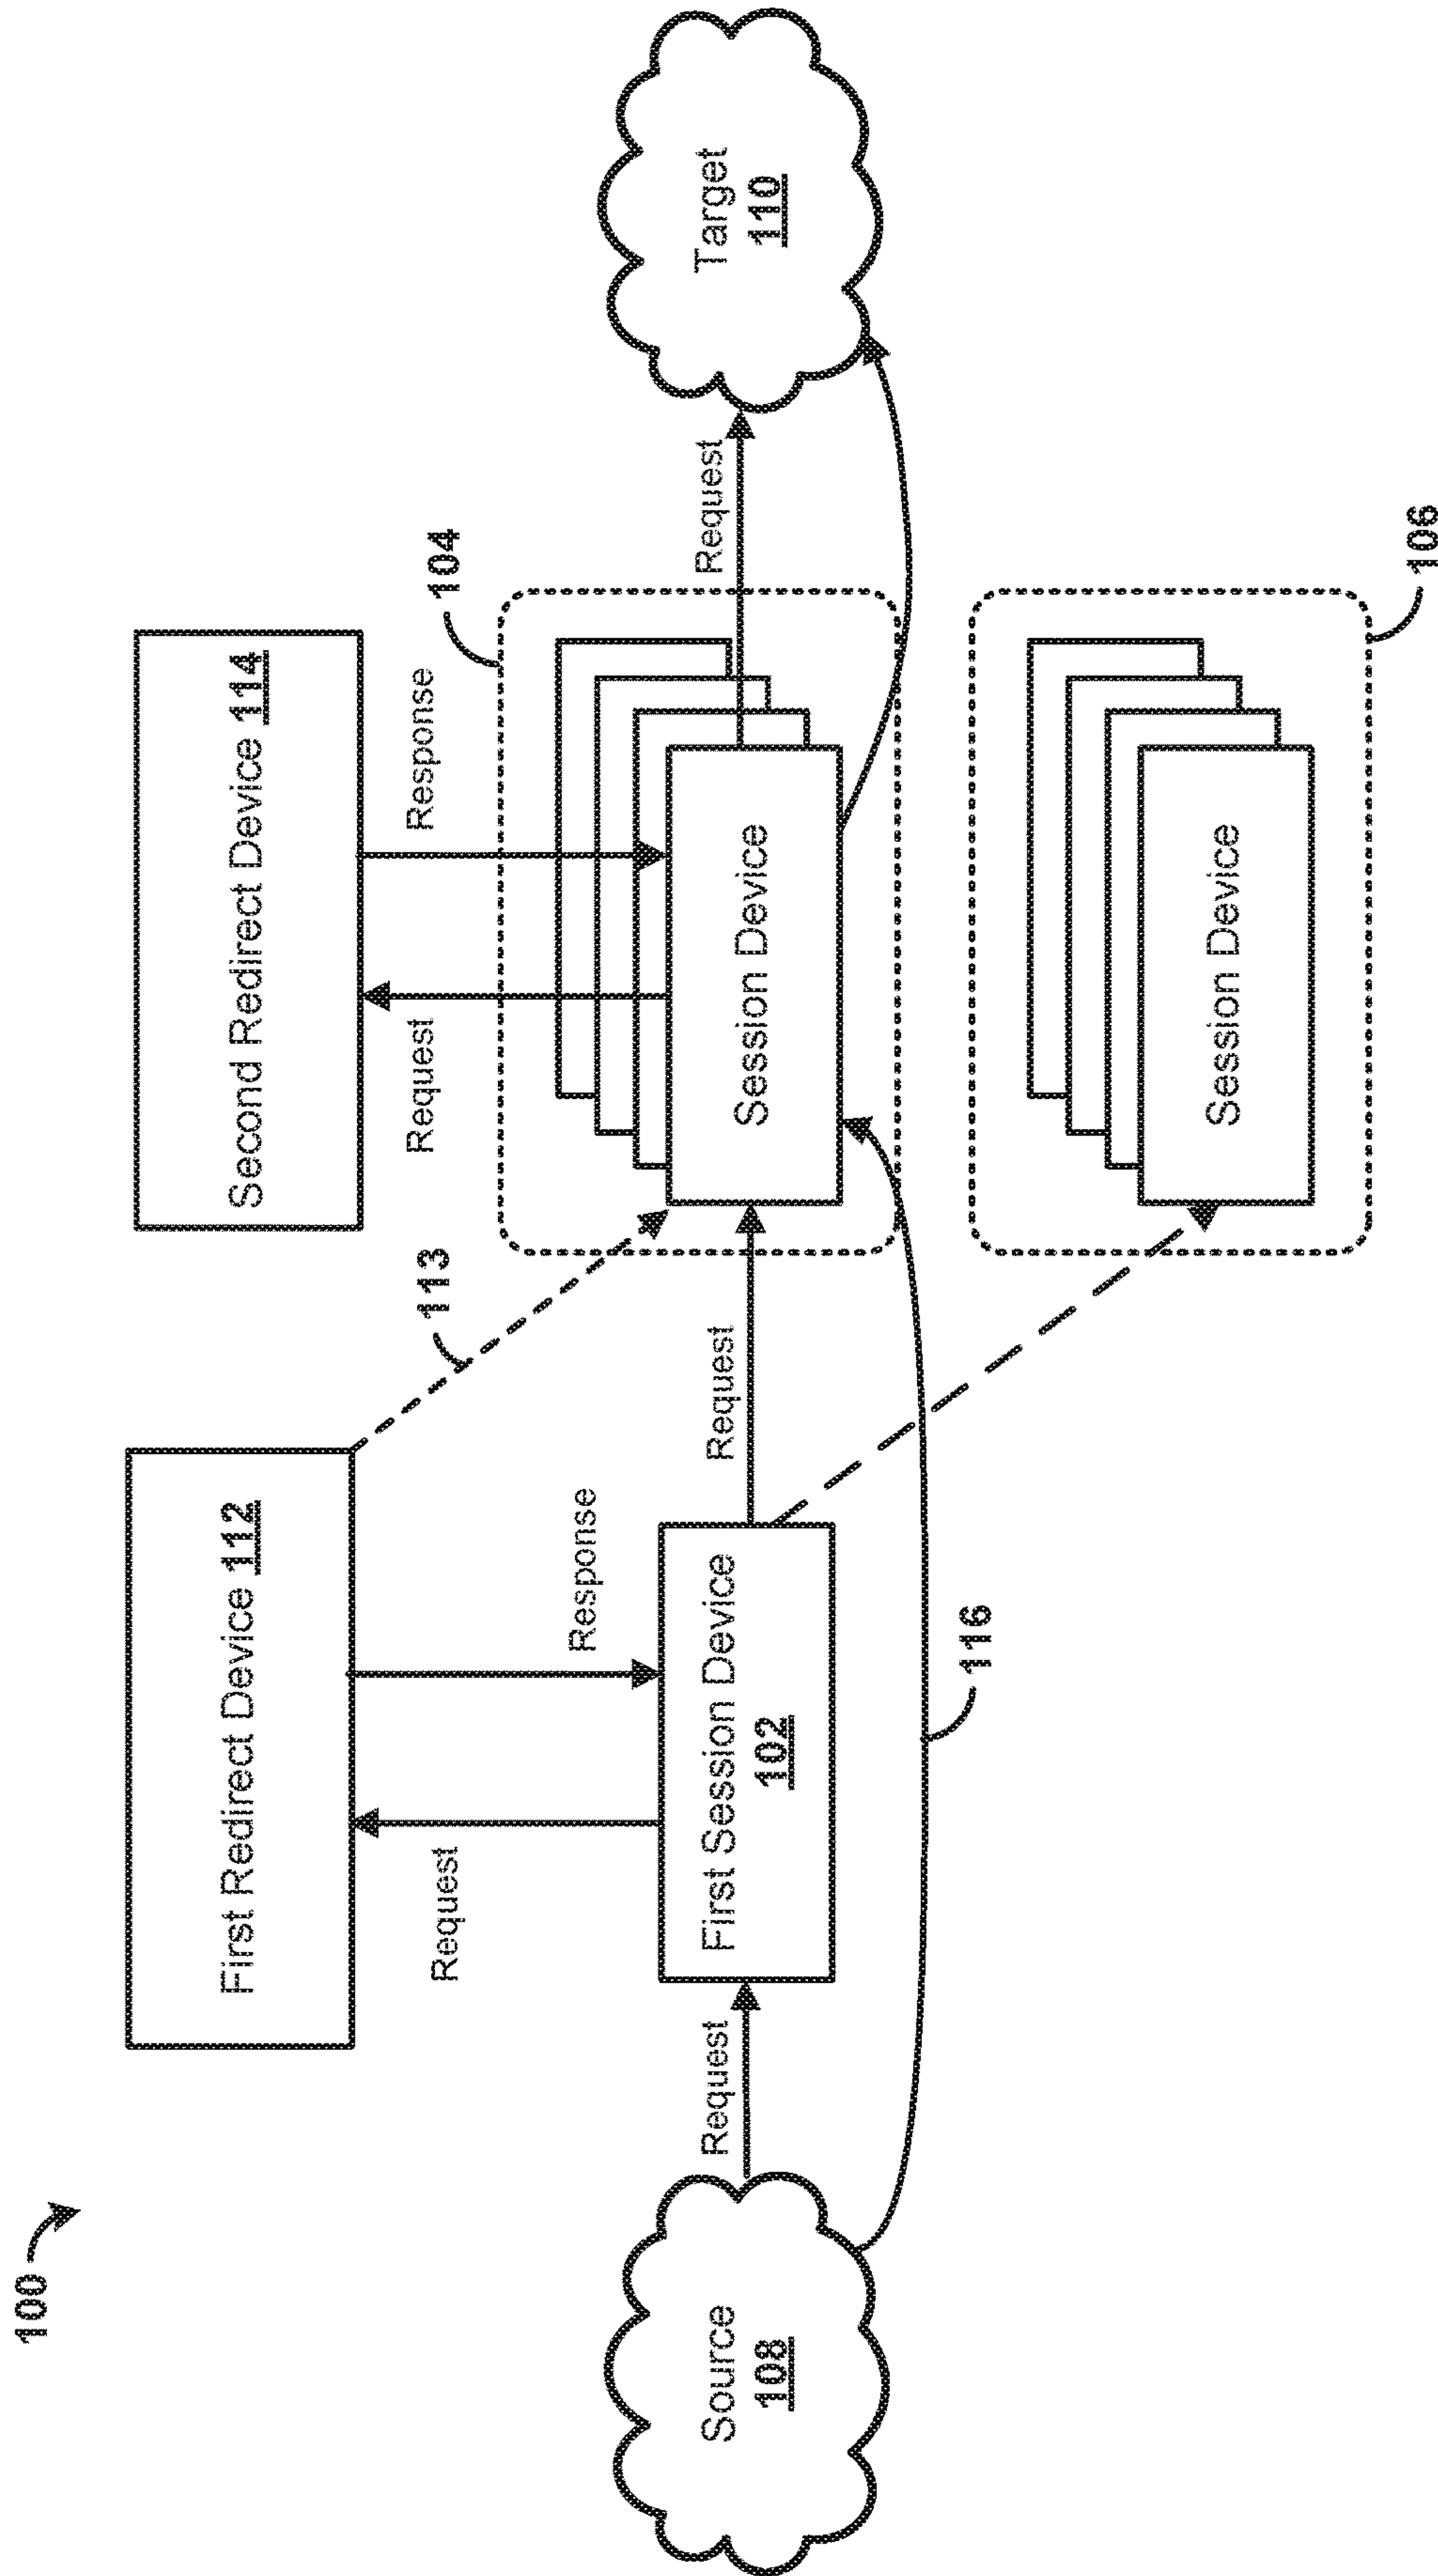 100
First Redirect Device 112
Second Redirect Device 114
113
104
Request
Response
Request
Response
Source
108
Request
First Session Device
102
Request
Session Device
Request
Target
110
116
Session Device
106